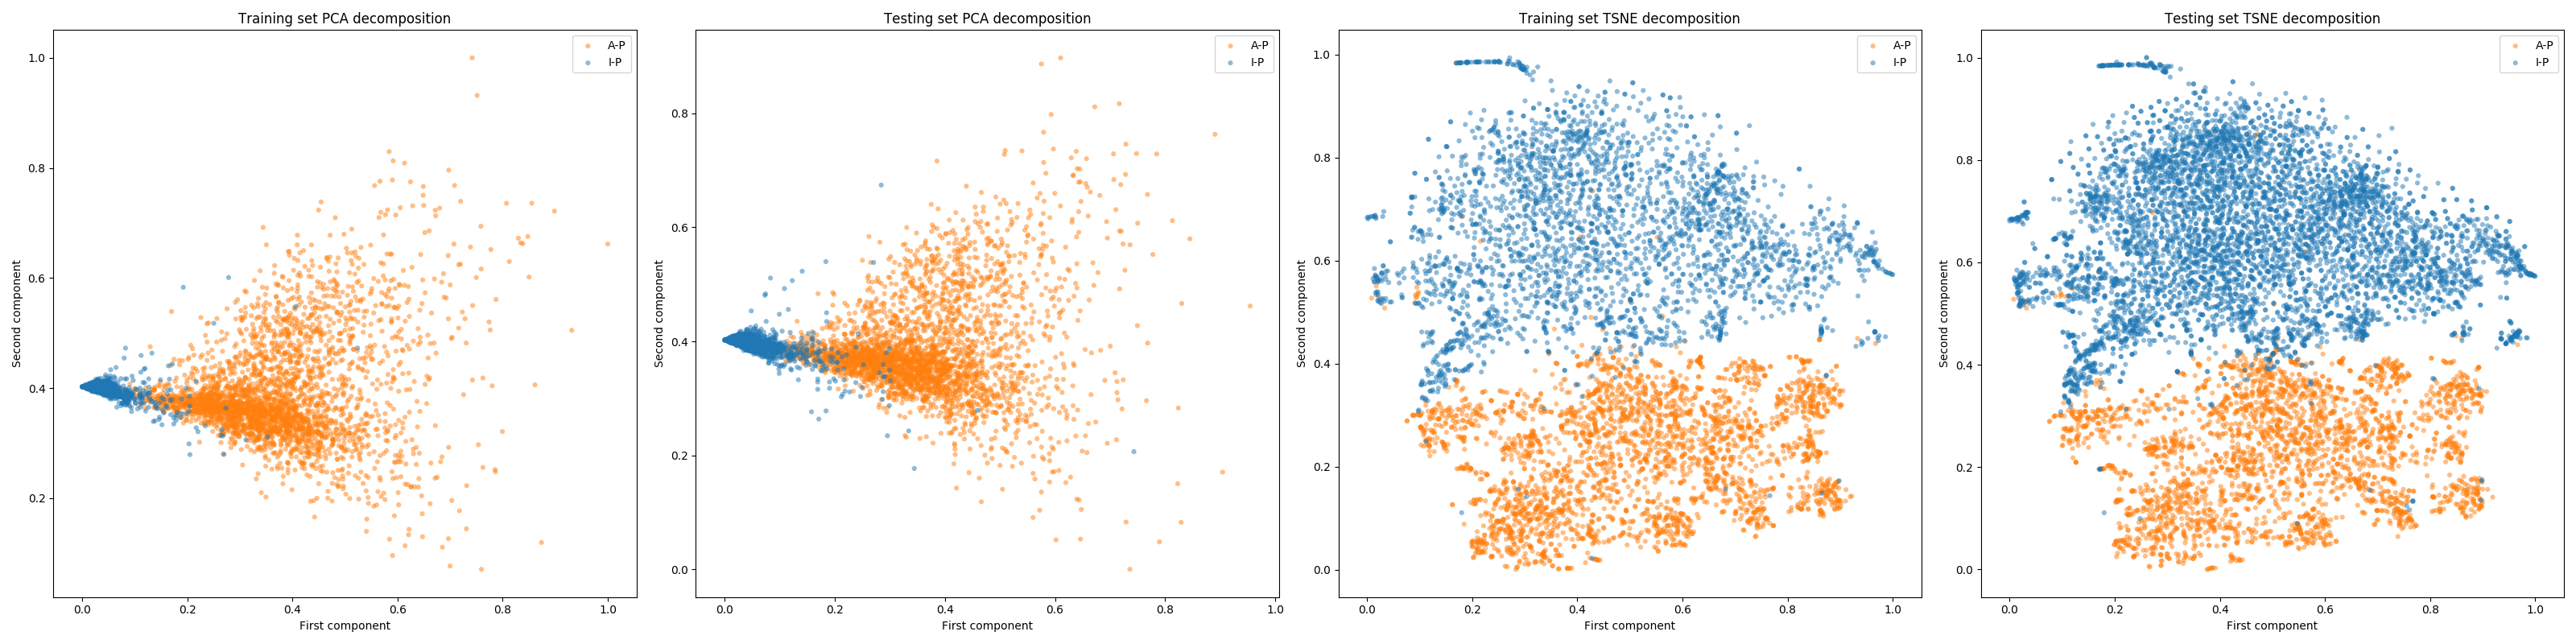 Training set PCA decomposition
A-P
I-P
1.0
0.8
0.6
0.4
0.2
Second component
0.0 0.2 0.4 0.6 0.8 1.0
First component
Testing set PCA decomposition
A-P
I-P
0.8
0.6
0.4
0.2
0.0
Second component
0.0 0.2 0.4 0.6 0.8 1.0
First component
Training set TSNE decomposition
A-P
I-P
1.0
0.8
0.6
0.4
0.2
0.0
Second component
0.0 0.2 0.4 0.6 0.8 1.0
First component
Testing set TSNE decomposition
A-P
I-P
1.0
0.8
0.6
0.4
0.2
0.0
Second component
0.0 0.2 0.4 0.6 0.8 1.0
First component